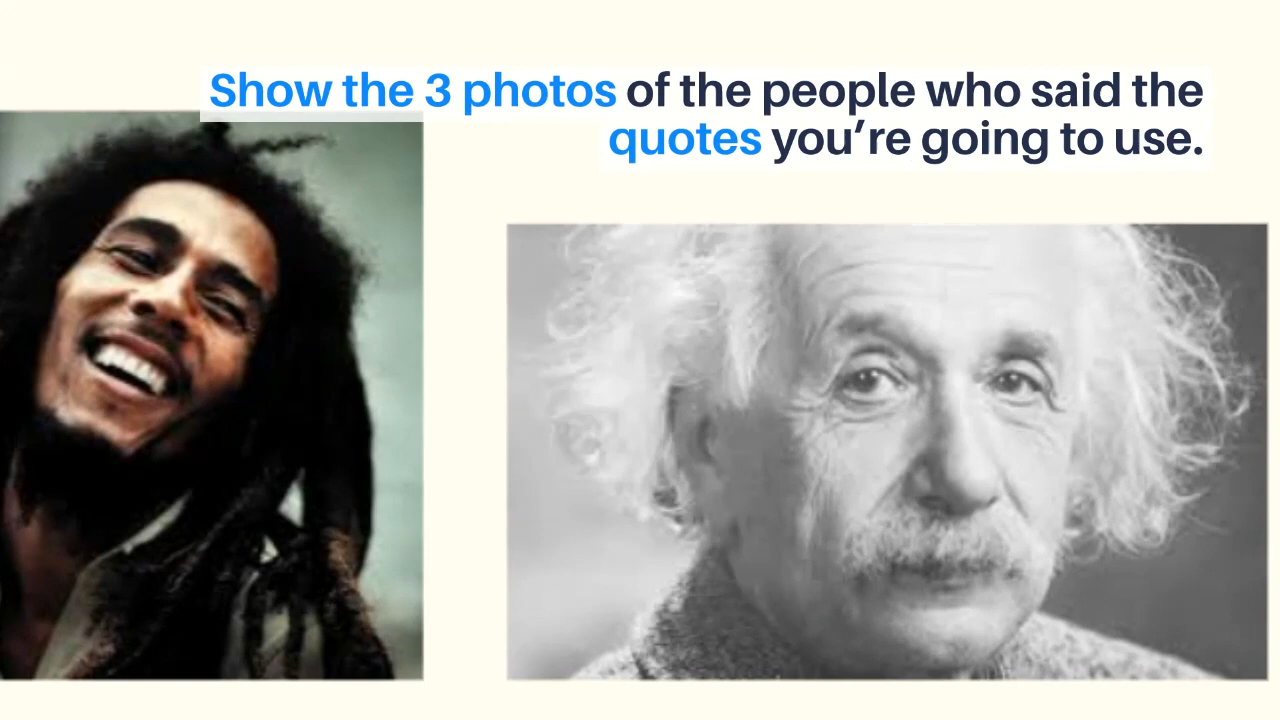 Show the 3 photos of the people who said the
quotes you’re going to use.